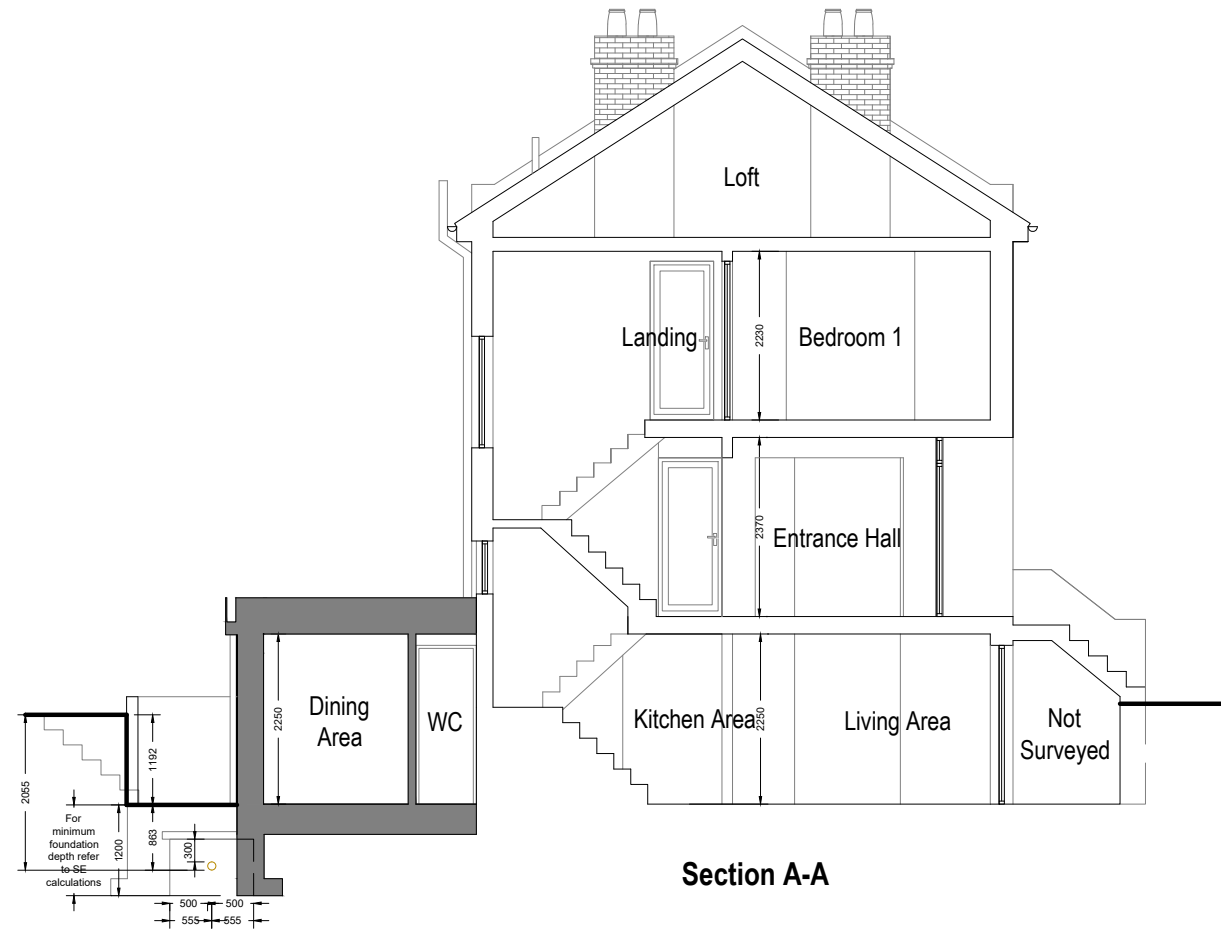 Loft
Landing
2230
Bedroom 1
2370
Entrance Hall
2250
Dining
Area
WC
Kitchen Area
2250
Living Area
Not
Surveyed
2055
1192
For
minimum
foundation
depth refer
to SE
calculations
1200
863
300
500
500
555
555
Section A-A